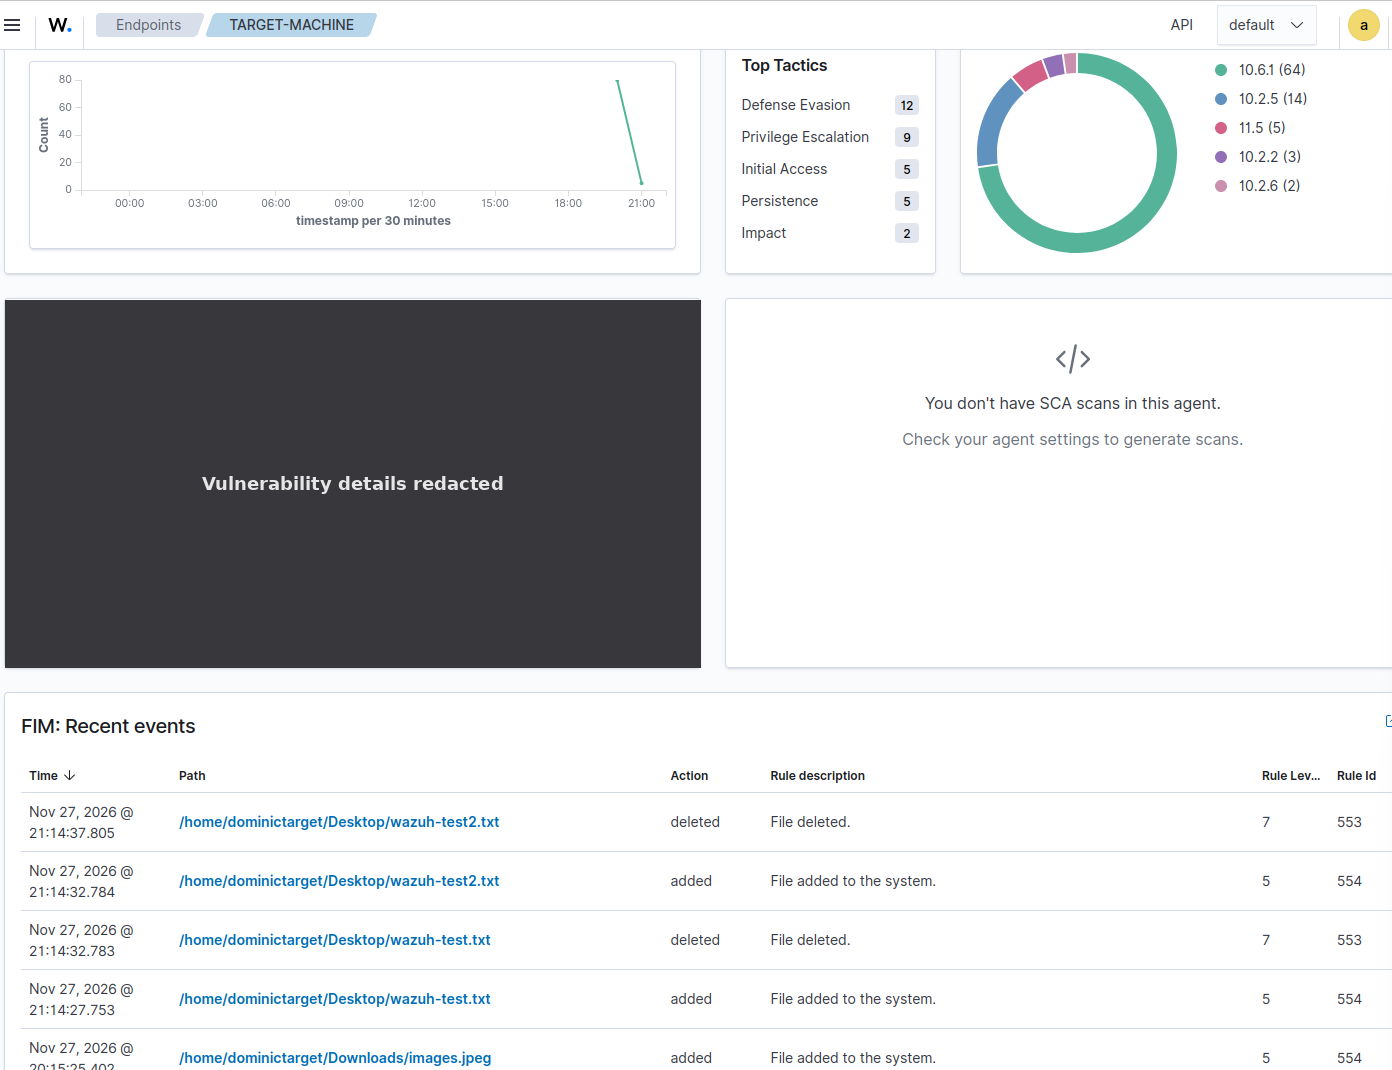 W.
Endpoints
TARGET-MACHINE
API
default
a
80
60
40
20
0
Count
00:00 03:00 06:00 09:00 12:00 15:00 18:00 21:00
timestamp per 30 minutes
Top Tactics
Defense Evasion 12
Privilege Escalation 9
Initial Access 5
Persistence 5
Impact 2
10.6.1 (64)
10.2.5 (14)
11.5 (5)
10.2.2 (3)
10.2.6 (2)
Vulnerability details redacted
You don't have SCA scans in this agent.
Check your agent settings to generate scans.
FIM: Recent events
Time Path Action Rule description Rule Lev... Rule Id
Nov 27, 2026 @
21:14:37.805 /home/dominictarget/Desktop/wazuh-test2.txt deleted File deleted. 7 553
Nov 27, 2026 @
21:14:32.784 /home/dominictarget/Desktop/wazuh-test2.txt added File added to the system. 5 554
Nov 27, 2026 @
21:14:32.783 /home/dominictarget/Desktop/wazuh-test.txt deleted File deleted. 7 553
Nov 27, 2026 @
21:14:27.753 /home/dominictarget/Desktop/wazuh-test.txt added File added to the system. 5 554
Nov 27, 2026 @
20:15:25.402 /home/dominictarget/Downloads/images.jpeg added File added to the system. 5 554